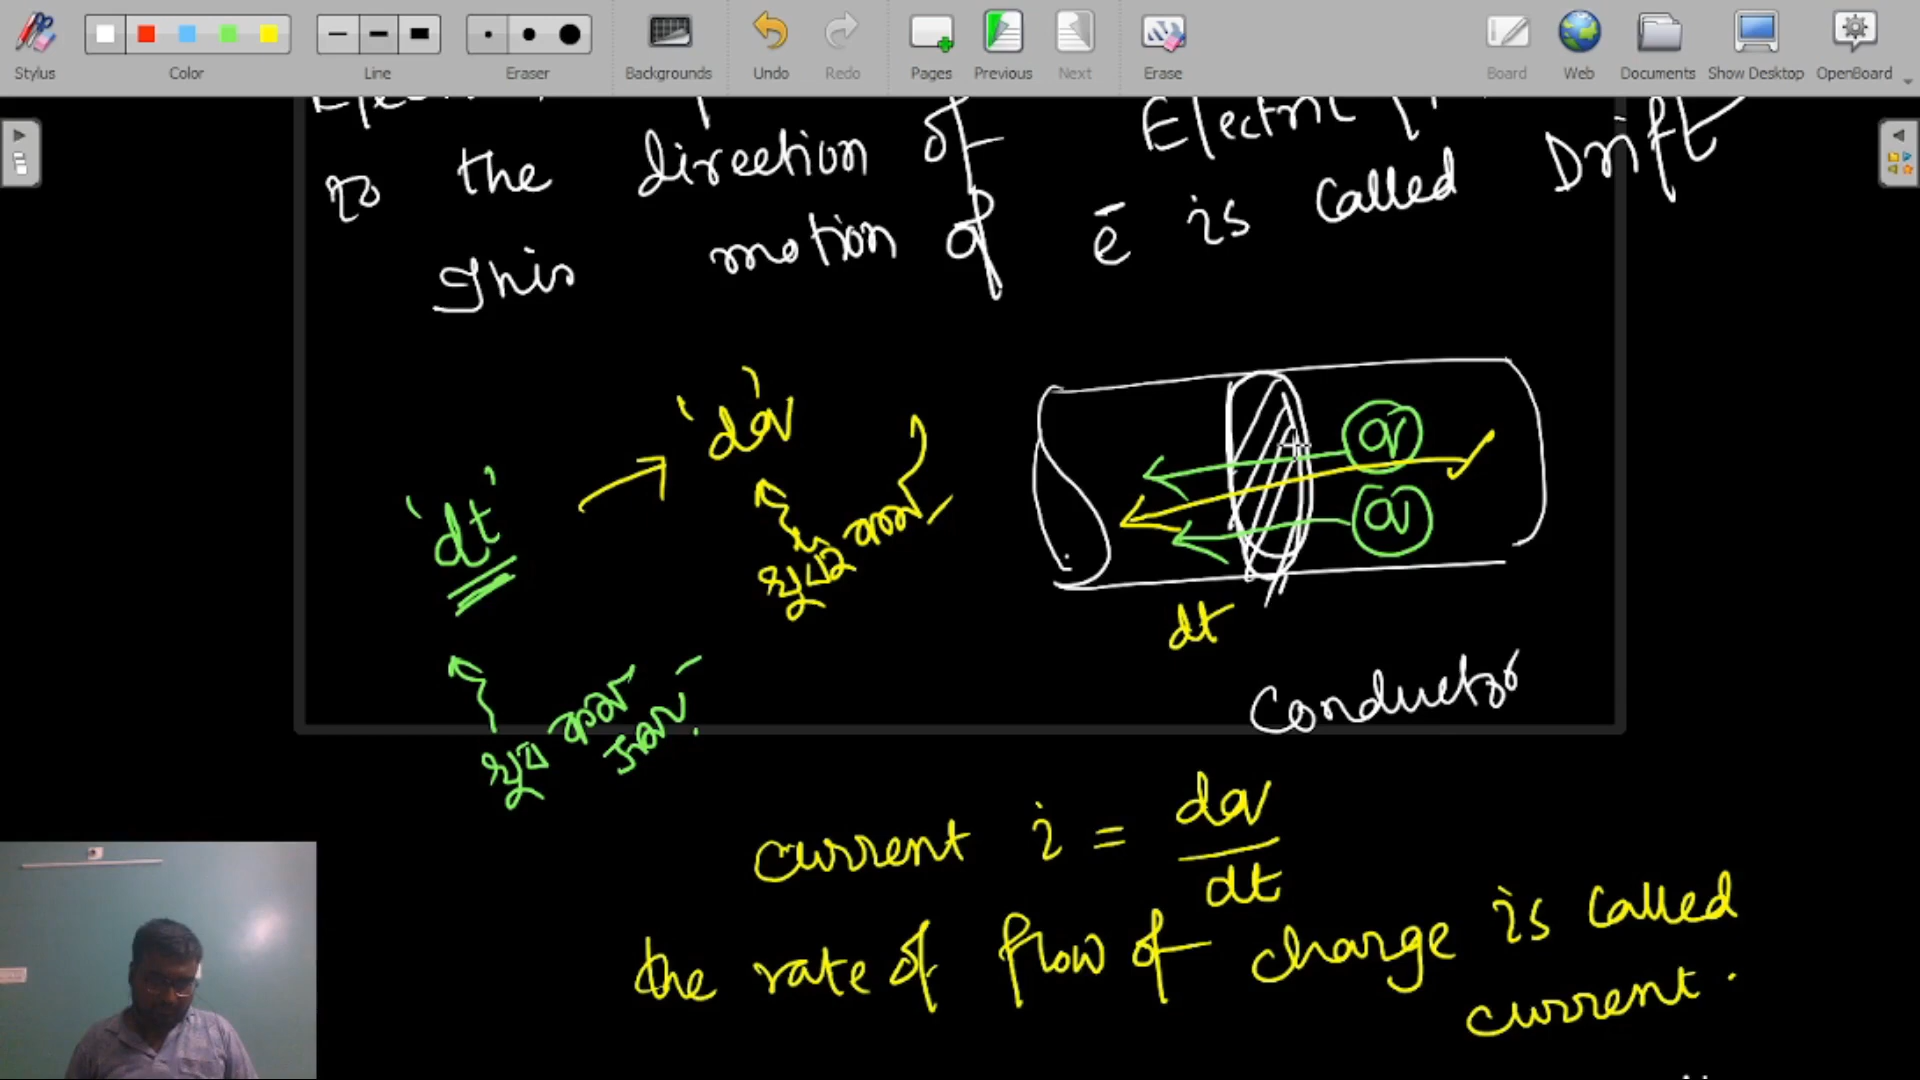 Stylus Color Line Eraser Backgrounds Undo Redo Pages Previous Next Erase Board Web Documents Show Desktop OpenBoard
to the direction of Electric
This motion of ē is called Drift
'dq'
'dt'
q
q
dt
Conductor
current i = dq/dt
the rate of flow of charge is called
current.